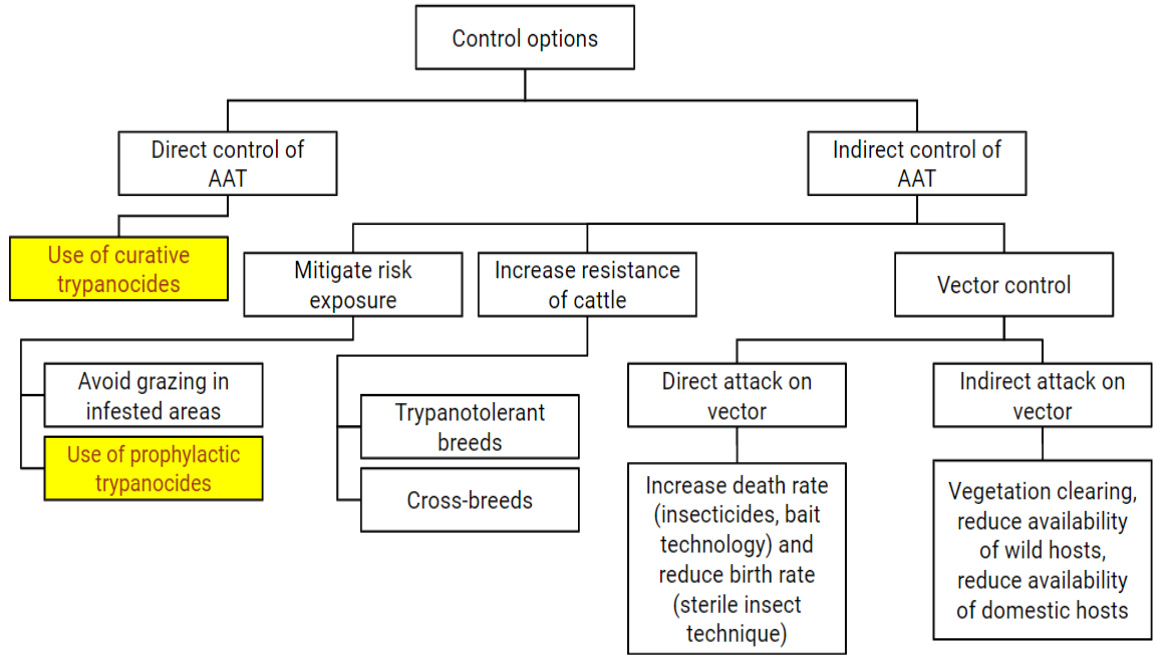 Control options
Direct control of
AAT
Indirect control of
AAT
Use of curative
trypanocides
Mitigate risk
exposure
Increase resistance
of cattle
Vector control
Avoid grazing in
infested areas
Use of prophylactic
trypanocides
Trypanotolerant
breeds
Cross-breeds
Direct attack on
vector
Indirect attack on
vector
Increase death rate
(insecticides, bait
technology) and
reduce birth rate
(sterile insect
technique)
Vegetation clearing,
reduce availability
of wild hosts,
reduce availability
of domestic hosts